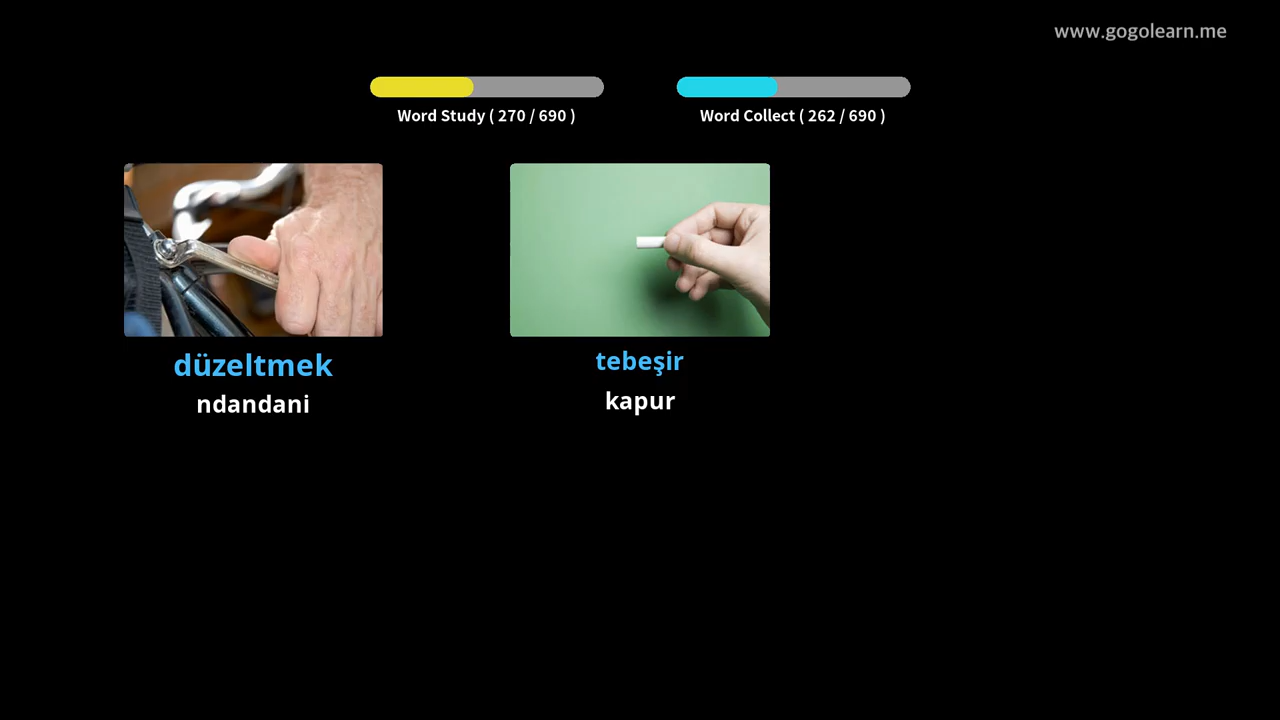 www.gogolearn.me
Word Study ( 270 / 690 )
Word Collect ( 262 / 690 )
düzeltmek
ndandani
tebeşir
kapur